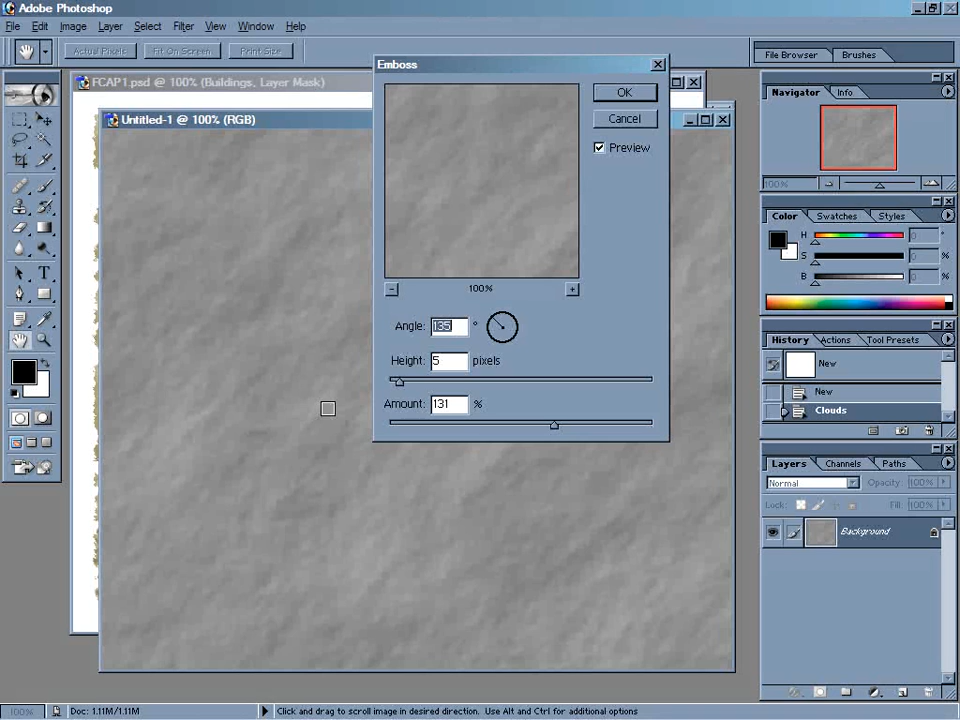 Adobe Photoshop
File Edit Image Layer Select Filter View Window Help
Actual Pixels Fit On Screen Print Size
File Browser Brushes
FCAP1.psd @ 100% (Buildings, Layer Mask)
Untitled-1 @ 100% (RGB)
Emboss
OK
Cancel
Preview
100%
Angle: 135 °
Height: 5 pixels
Amount: 131 %
Navigator Info
100%
Color Swatches Styles
H 0 °
S 0 %
B 0 %
History Actions Tool Presets
New
New
Clouds
Layers Channels Paths
Normal Opacity: 100%
Lock: Fill: 100%
Background
100% Doc: 1.11M/1.11M Click and drag to scroll image in desired direction. Use Alt and Ctrl for additional options